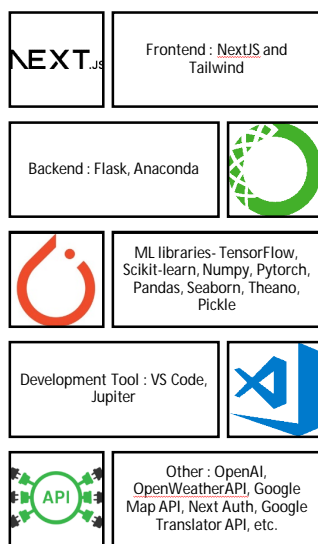 NEXT.JS
Frontend : NextJS and
Tailwind
Backend : Flask, Anaconda
ML libraries- TensorFlow,
Scikit-learn, Numpy, Pytorch,
Pandas, Seaborn, Theano,
Pickle
Development Tool : VS Code,
Jupiter
API
Other : OpenAI,
OpenWeatherAPI, Google
Map API, Next Auth, Google
Translator API, etc.